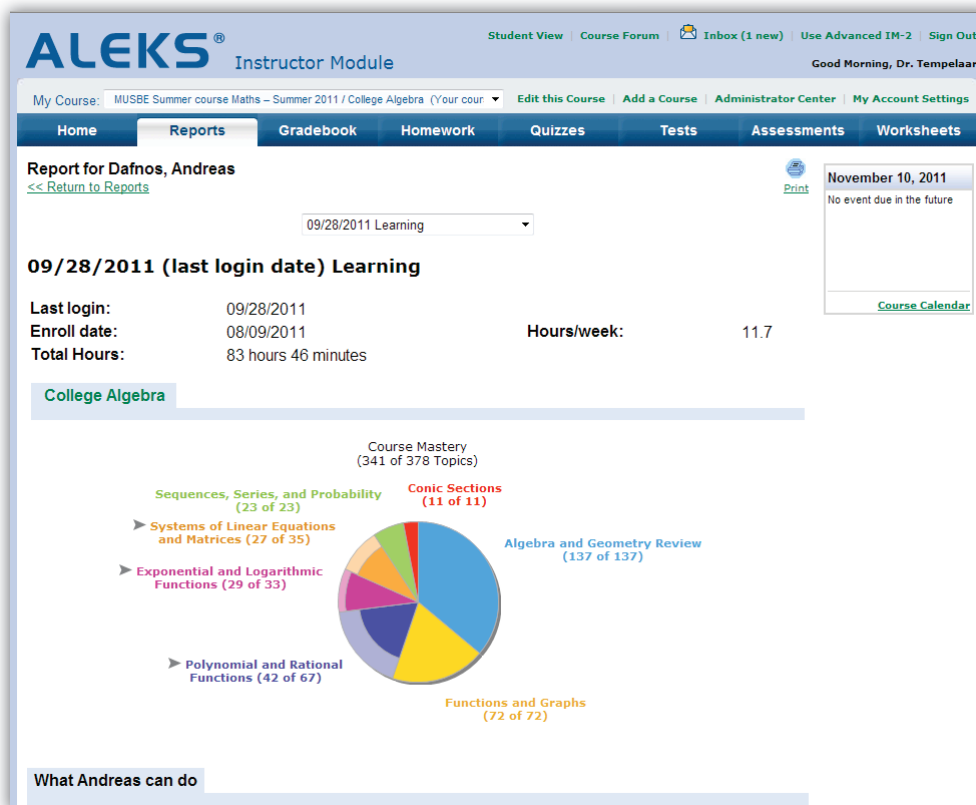 Student View | Course Forum | Inbox (1 new) | Use Advanced IM-2 | Sign Out
ALEKS® Instructor Module
Good Morning, Dr. Tempelaar
My Course: MUSBE Summer course Maths – Summer 2011 / College Algebra (Your cour
Edit this Course | Add a Course | Administrator Center | My Account Settings
Home Reports Gradebook Homework Quizzes Tests Assessments Worksheets
Report for Dafnos, Andreas
<< Return to Reports
Print
November 10, 2011
No event due in the future
Course Calendar
09/28/2011 Learning
09/28/2011 (last login date) Learning
Last login: 09/28/2011
Enroll date: 08/09/2011 Hours/week: 11.7
Total Hours: 83 hours 46 minutes
College Algebra
Course Mastery
(341 of 378 Topics)
Sequences, Series, and Probability
(23 of 23)
Conic Sections
(11 of 11)
Systems of Linear Equations
and Matrices (27 of 35)
Algebra and Geometry Review
(137 of 137)
Exponential and Logarithmic
Functions (29 of 33)
Polynomial and Rational
Functions (42 of 67)
Functions and Graphs
(72 of 72)
What Andreas can do